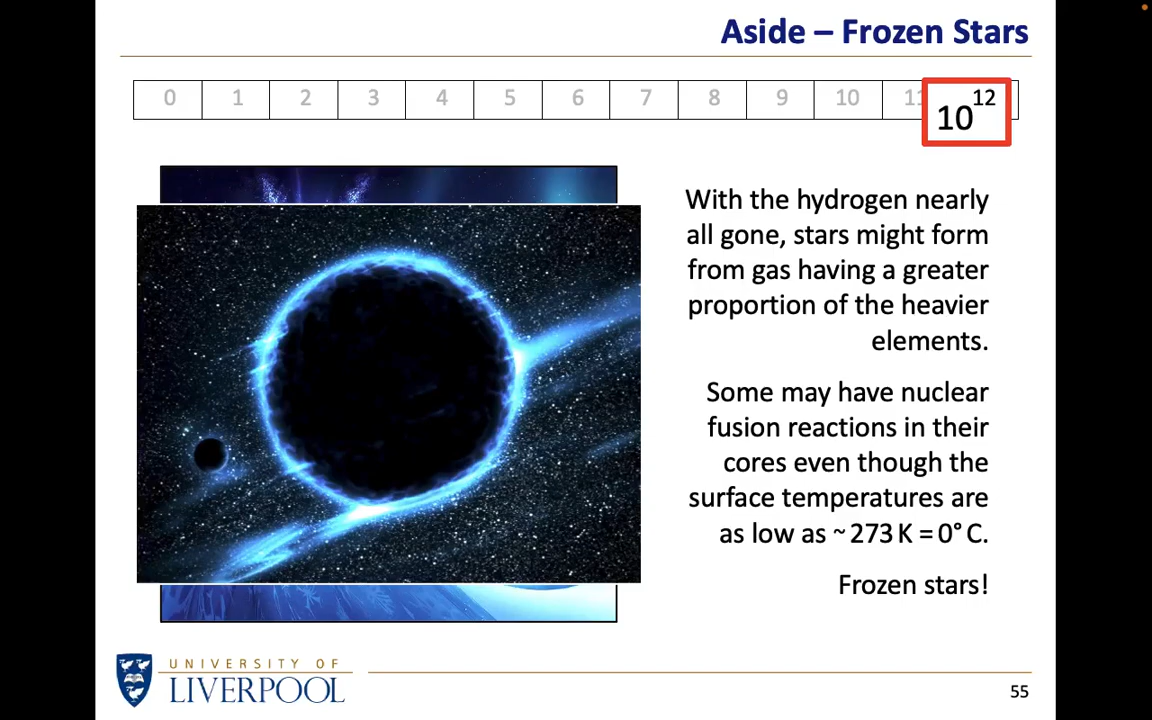 Aside – Frozen Stars
0 1 2 3 4 5 6 7 8 9 10 11 10¹²
With the hydrogen nearly
all gone, stars might form
from gas having a greater
proportion of the heavier
elements.
Some may have nuclear
fusion reactions in their
cores even though the
surface temperatures are
as low as ~273 K = 0° C.
Frozen stars!
UNIVERSITY OF
LIVERPOOL
55